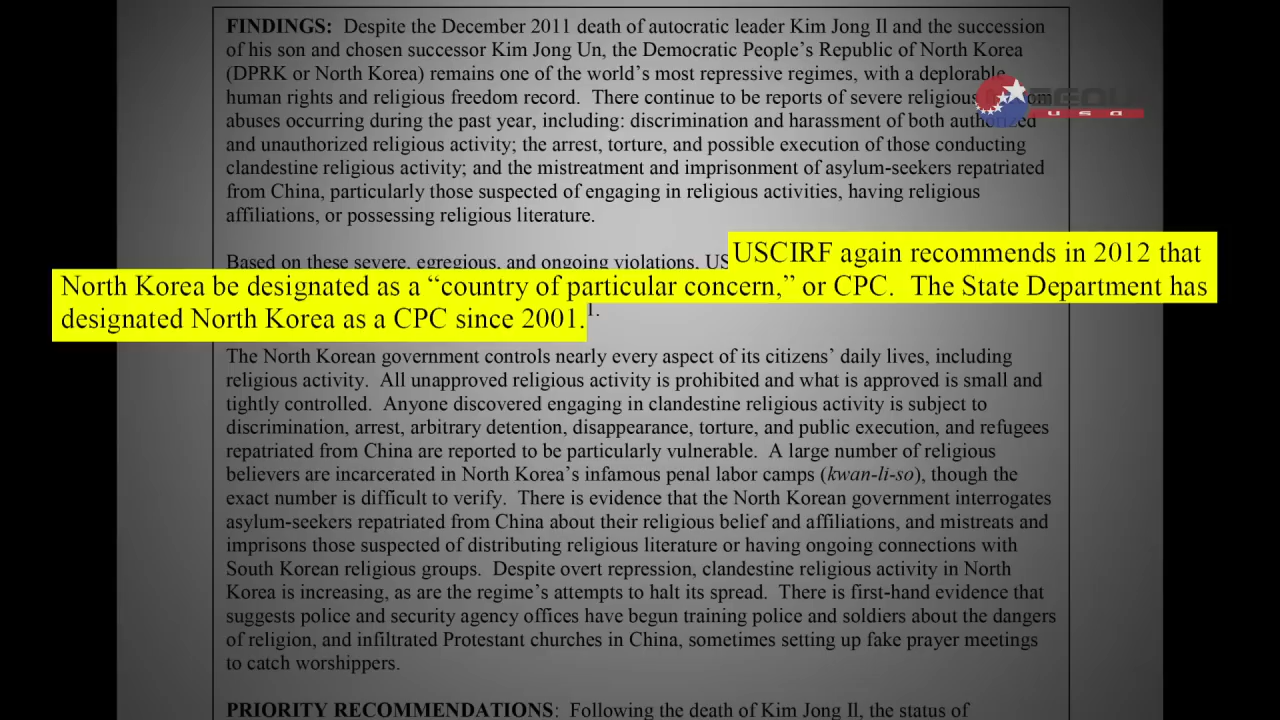 FINDINGS: Despite the December 2011 death of autocratic leader Kim Jong Il and the succession
of his son and chosen successor Kim Jong Un, the Democratic People’s Republic of North Korea
(DPRK or North Korea) remains one of the world’s most repressive regimes, with a deplorable
human rights and religious freedom record. There continue to be reports of severe religious
abuses occurring during the past year, including: discrimination and harassment of both authorized
and unauthorized religious activity; the arrest, torture, and possible execution of those conducting
clandestine religious activity; and the mistreatment and imprisonment of asylum-seekers repatriated
from China, particularly those suspected of engaging in religious activities, having religious
affiliations, or possessing religious literature.
SEOUL
USA
Based on these severe, egregious, and ongoing violations, US
USCIRF again recommends in 2012 that
North Korea be designated as a “country of particular concern,” or CPC. The State Department has
designated North Korea as a CPC since 2001.
1.
The North Korean government controls nearly every aspect of its citizens’ daily lives, including
religious activity. All unapproved religious activity is prohibited and what is approved is small and
tightly controlled. Anyone discovered engaging in clandestine religious activity is subject to
discrimination, arrest, arbitrary detention, disappearance, torture, and public execution, and refugees
repatriated from China are reported to be particularly vulnerable. A large number of religious
believers are incarcerated in North Korea’s infamous penal labor camps (kwan-li-so), though the
exact number is difficult to verify. There is evidence that the North Korean government interrogates
asylum-seekers repatriated from China about their religious belief and affiliations, and mistreats and
imprisons those suspected of distributing religious literature or having ongoing connections with
South Korean religious groups. Despite overt repression, clandestine religious activity in North
Korea is increasing, as are the regime’s attempts to halt its spread. There is first-hand evidence that
suggests police and security agency offices have begun training police and soldiers about the dangers
of religion, and infiltrated Protestant churches in China, sometimes setting up fake prayer meetings
to catch worshippers.
PRIORITY RECOMMENDATIONS: Following the death of Kim Jong Il, the status of